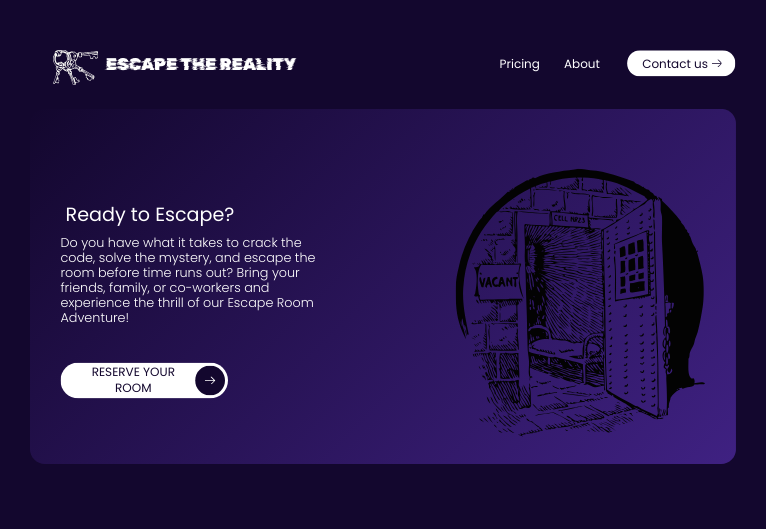 ESCAPE THE REALITY
Pricing
About
Contact us →
Ready to Escape?
Do you have what it takes to crack the
code, solve the mystery, and escape the
room before time runs out? Bring your
friends, family, or co-workers and
experience the thrill of our Escape Room
Adventure!
RESERVE YOUR
ROOM
→
VACANT